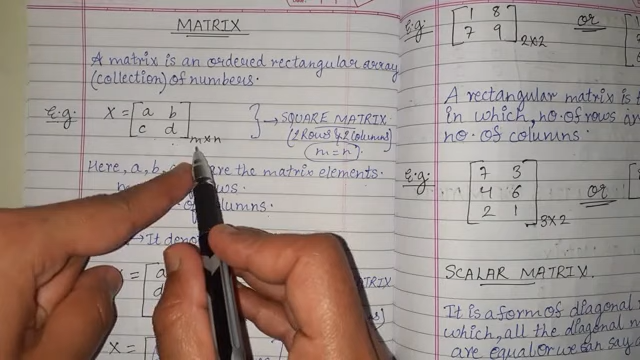 MATRIX
A matrix is an ordered rectangular array
(collection) of numbers.
E.g X = [a b
c d] m×n } → SQUARE MATRIX
(2 Rows 2 Columns)
m = n
Here, a, b, are the matrix elements.
rows.
of columns.
→ It deno
X =
X =
E.g [1 8
7 9] 2×2 or
A rectangular matrix is
in which, no. of rows
no. of columns.
E.g [7 3
4 6
2 1] 3×2 or
SCALAR MATRIX.
It is a form of diagonal
which, all the diagonal
are equal or we can say